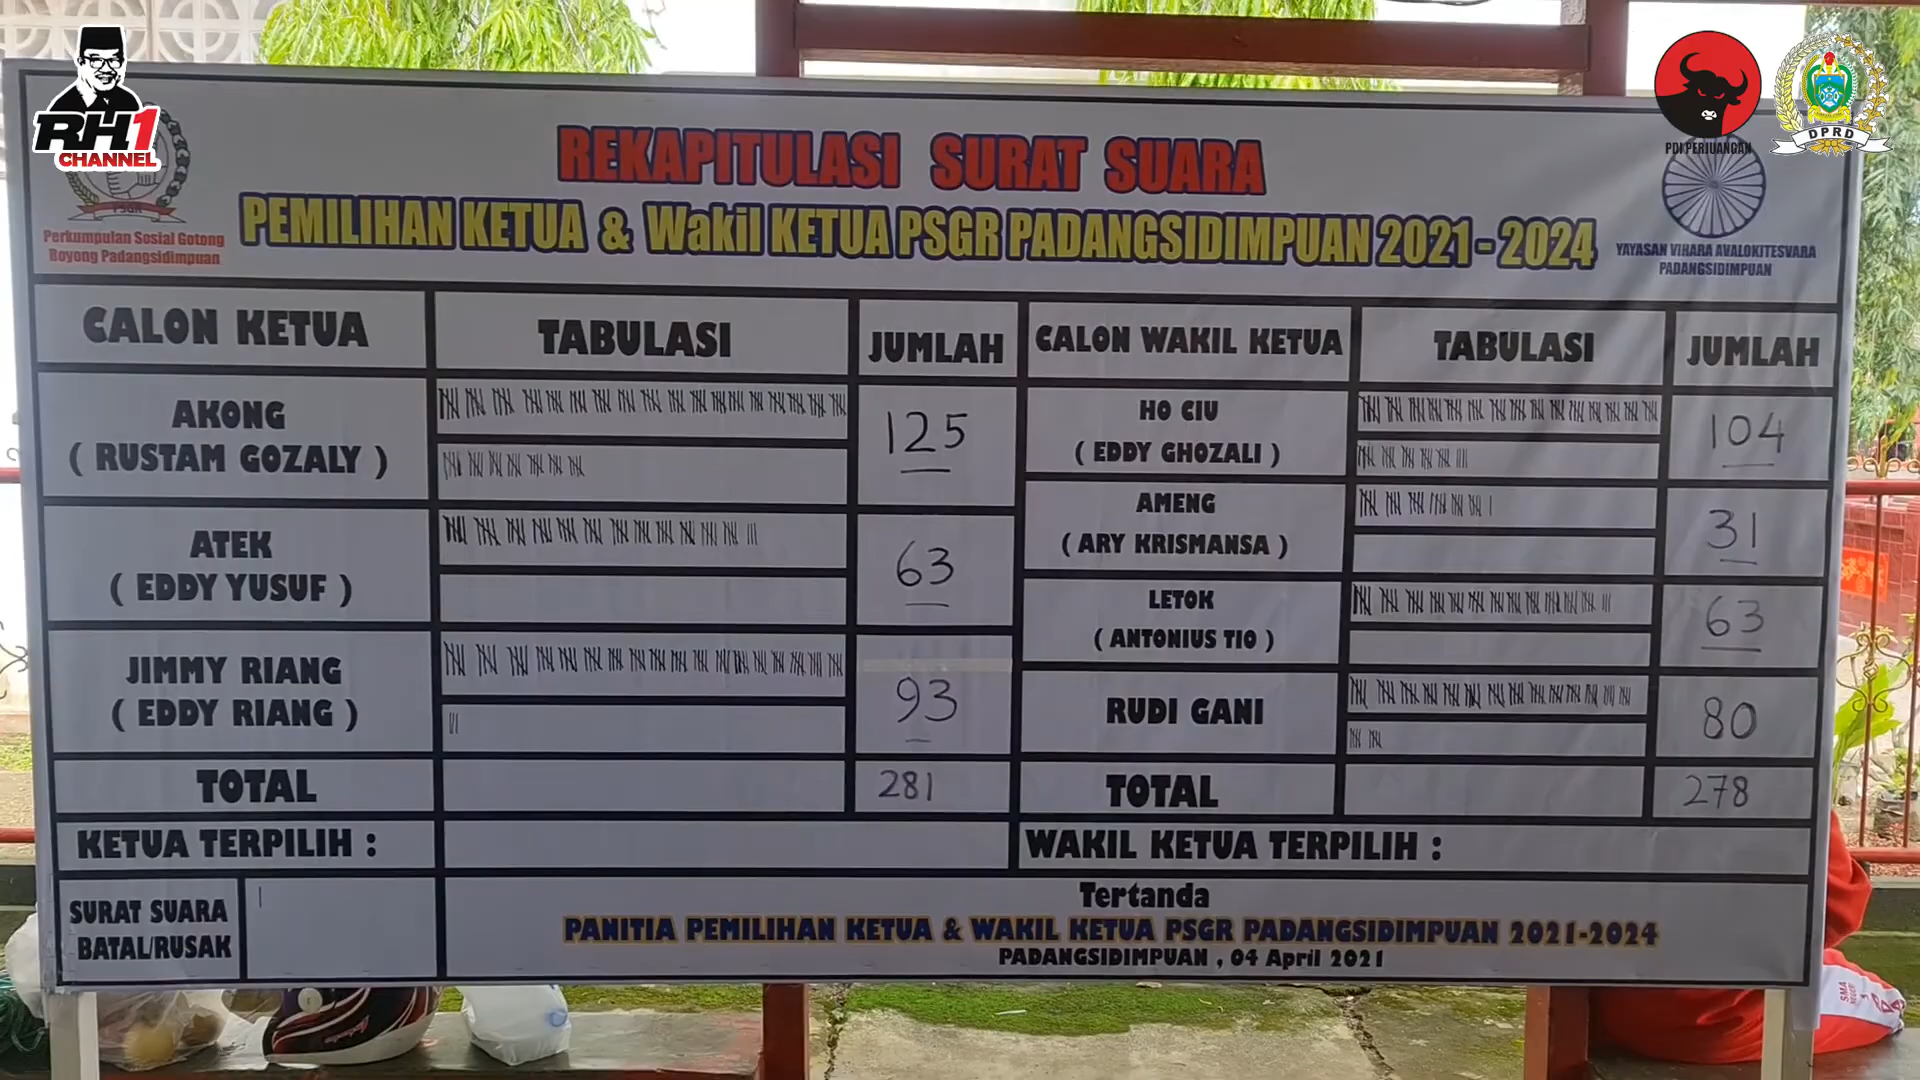 RH1
CHANNEL
PSGR
Perkumpulan Sosial Gotong
Royong Padangsidimpuan
REKAPITULASI SURAT SUARA
PEMILIHAN KETUA & Wakil KETUA PSGR PADANGSIDIMPUAN 2021-2024
PDI PERJUANGAN
DPRD
YAYASAN VIHARA AVALOKITESVARA
PADANGSIDIMPUAN
CALON KETUA TABULASI JUMLAH CALON WAKIL KETUA TABULASI JUMLAH
AKONG
( RUSTAM GOZALY )
125
HO CIU
( EDDY GHOZALI )
104
ATEK
( EDDY YUSUF )
63
AMENG
( ARY KRISMANSA )
31
LETOK
( ANTONIUS TIO )
63
JIMMY RIANG
( EDDY RIANG )
93
RUDI GANI
80
TOTAL 281 TOTAL 278
KETUA TERPILIH : WAKIL KETUA TERPILIH :
SURAT SUARA
BATAL/RUSAK
Tertanda
PANITIA PEMILIHAN KETUA & WAKIL KETUA PSGR PADANGSIDIMPUAN 2021-2024
PADANGSIDIMPUAN , 04 April 2021